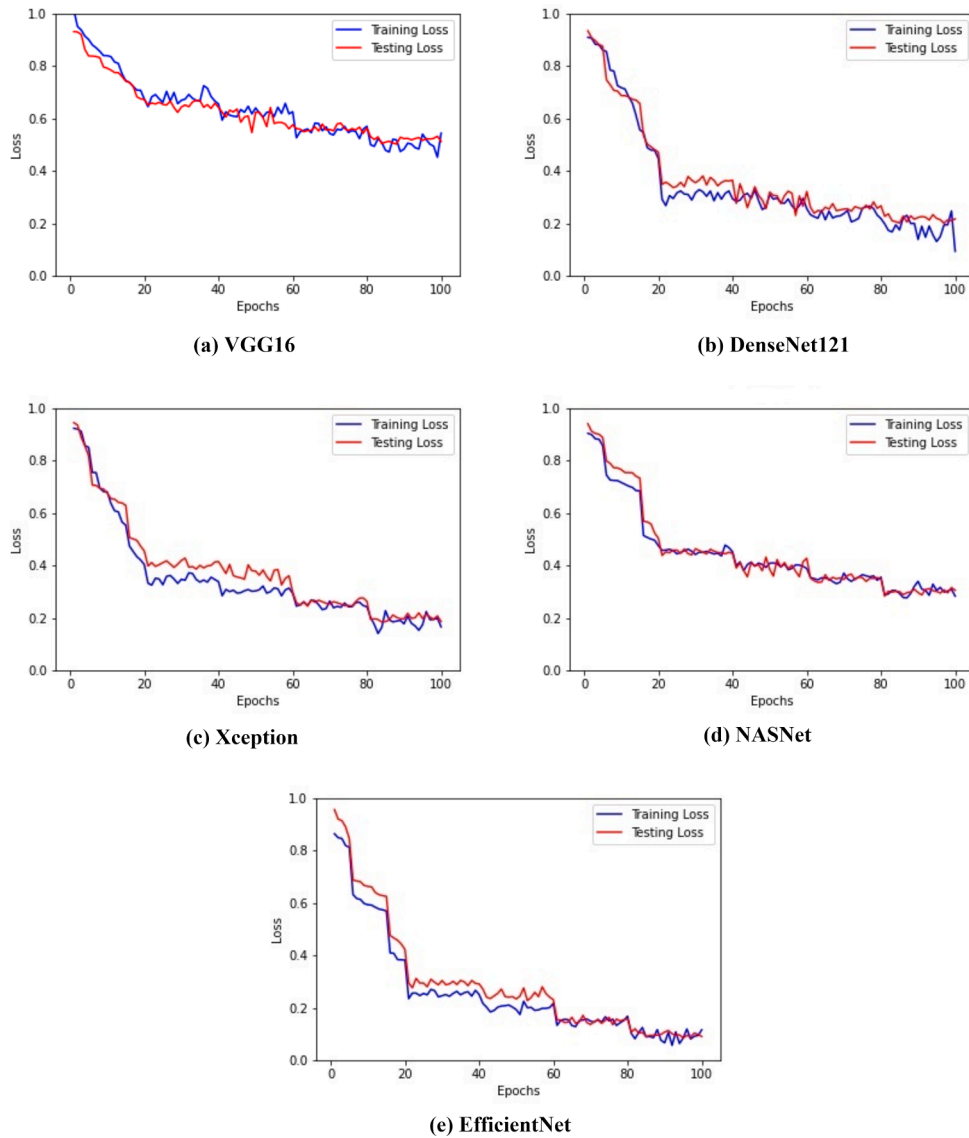 1.0
0.8
0.6
0.4
0.2
0.0
Loss
0 20 40 60 80 100
Epochs
Training Loss
Testing Loss
(a) VGG16
1.0
0.8
0.6
0.4
0.2
0.0
Loss
0 20 40 60 80 100
Epochs
Training Loss
Testing Loss
(b) DenseNet121
1.0
0.8
0.6
0.4
0.2
0.0
Loss
0 20 40 60 80 100
Epochs
Training Loss
Testing Loss
(c) Xception
1.0
0.8
0.6
0.4
0.2
0.0
Loss
0 20 40 60 80 100
Epochs
Training Loss
Testing Loss
(d) NASNet
1.0
0.8
0.6
0.4
0.2
0.0
Loss
0 20 40 60 80 100
Epochs
Training Loss
Testing Loss
(e) EfficientNet